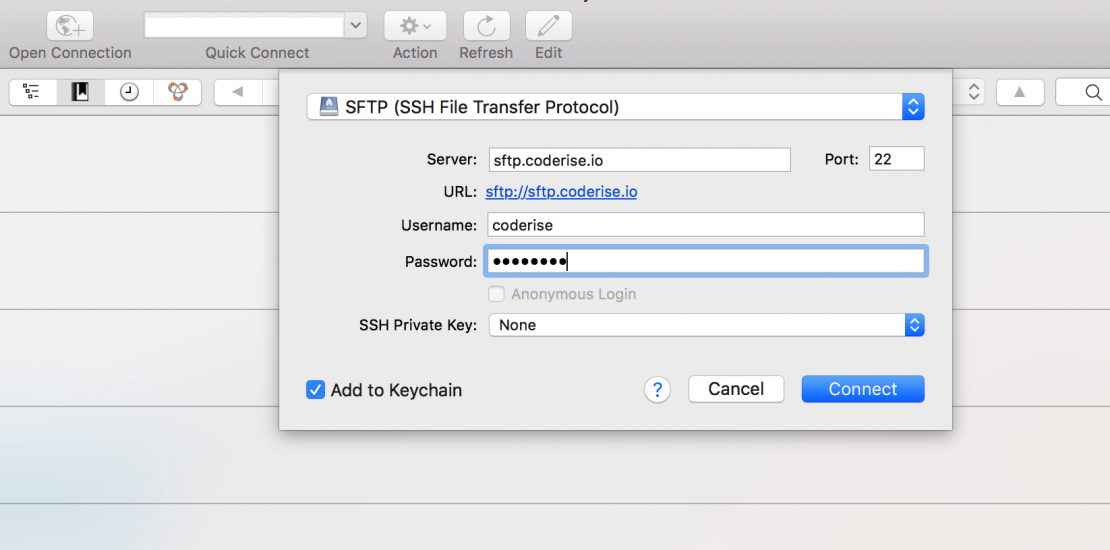 Open Connection Quick Connect Action Refresh Edit
SFTP (SSH File Transfer Protocol)
Server: sftp.coderise.io Port: 22
URL: sftp://sftp.coderise.io
Username: coderise
Password: ••••••••
Anonymous Login
SSH Private Key: None
Add to Keychain ? Cancel Connect